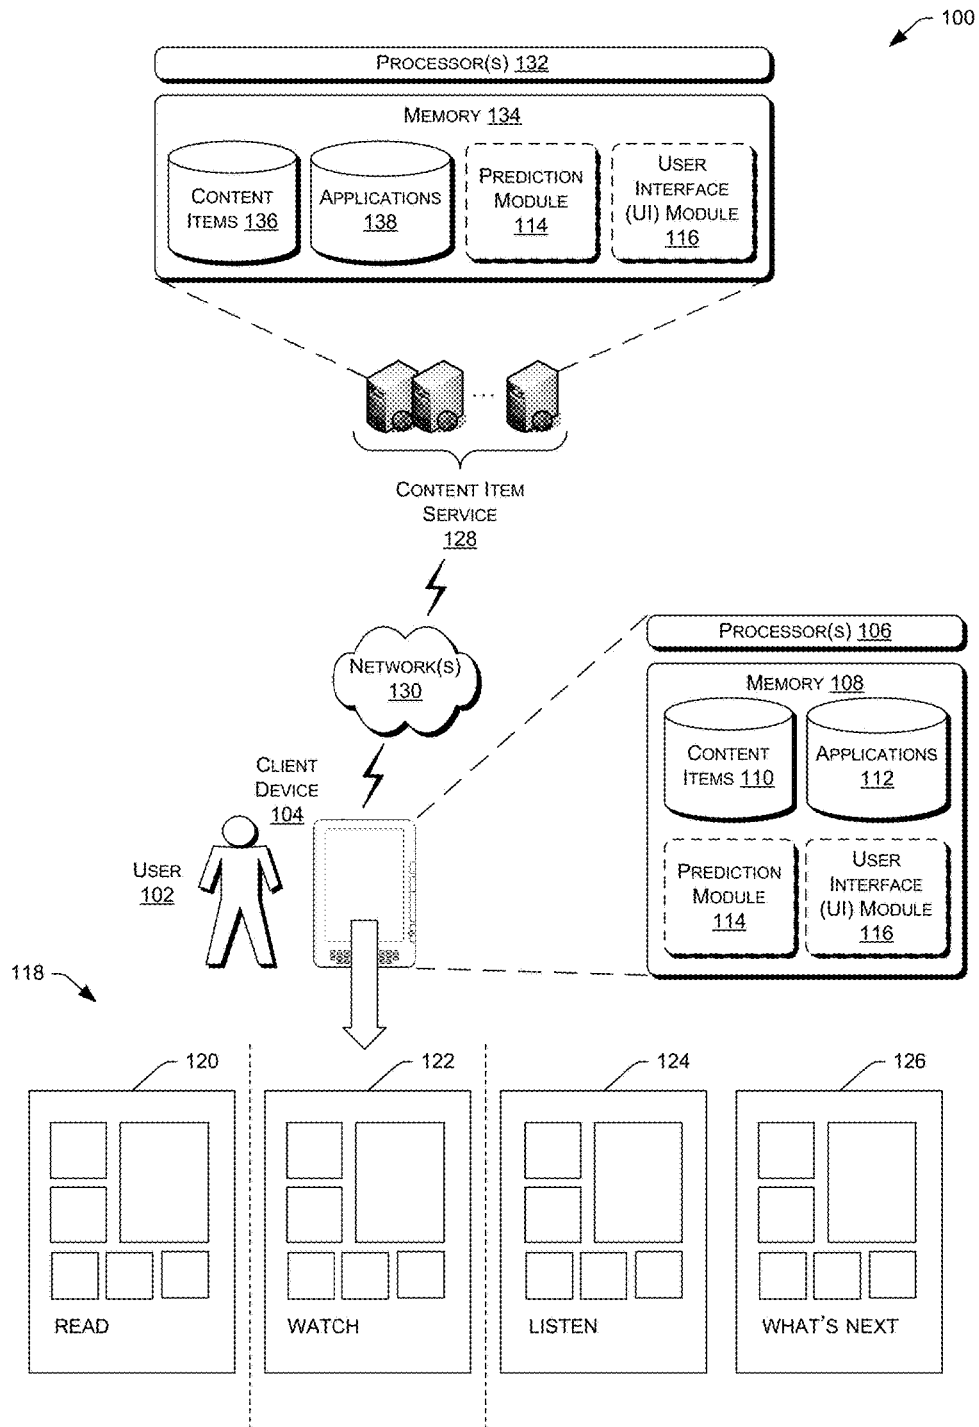 100
PROCESSOR(S) 132
MEMORY 134
CONTENT
ITEMS 136
APPLICATIONS
138
PREDICTION
MODULE
114
USER
INTERFACE
(UI) MODULE
116
...
CONTENT ITEM
SERVICE
128
NETWORK(S)
130
PROCESSOR(S) 106
MEMORY 108
CONTENT
ITEMS 110
APPLICATIONS
112
PREDICTION
MODULE
114
USER
INTERFACE
(UI) MODULE
116
CLIENT
DEVICE
104
USER
102
118
120
122
124
126
READ
WATCH
LISTEN
WHAT'S NEXT